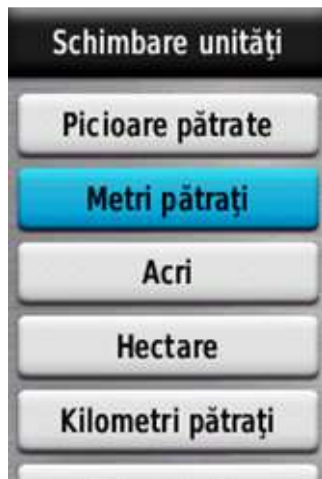 Schimbare unități
Picioare pătrate
Metri pătrați
Acri
Hectare
Kilometri pătrați